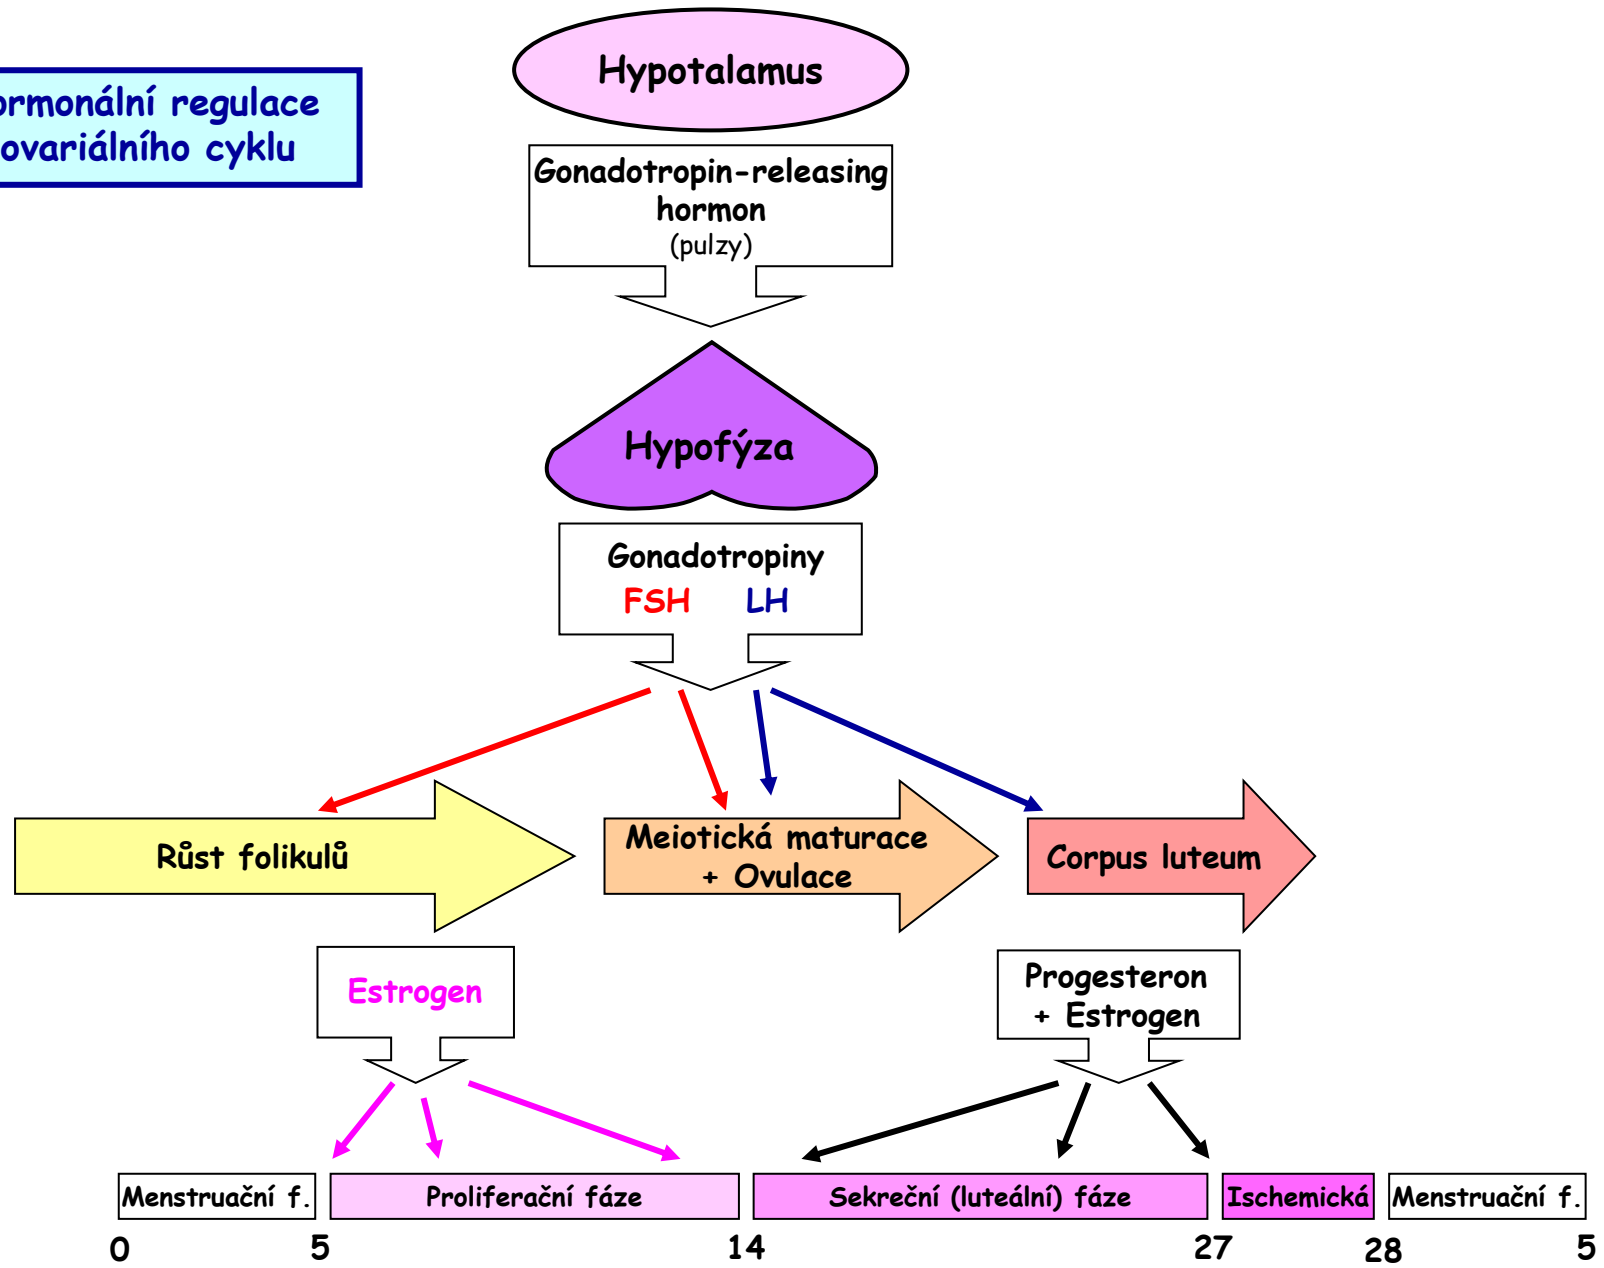 Hypotalamus
ormonální regulace
ovariálního cyklu
Gonadotropin-releasing
hormon
(pulzy)
Hypofýza
Gonadotropiny
FSH LH
Růst folikulů
Meiotická maturace
+ Ovulace
Corpus luteum
Estrogen
Progesteron
+ Estrogen
Menstruační f.
Proliferační fáze
Sekreční (luteální) fáze
Ischemická
Menstruační f.
0 5 14 27 28 5